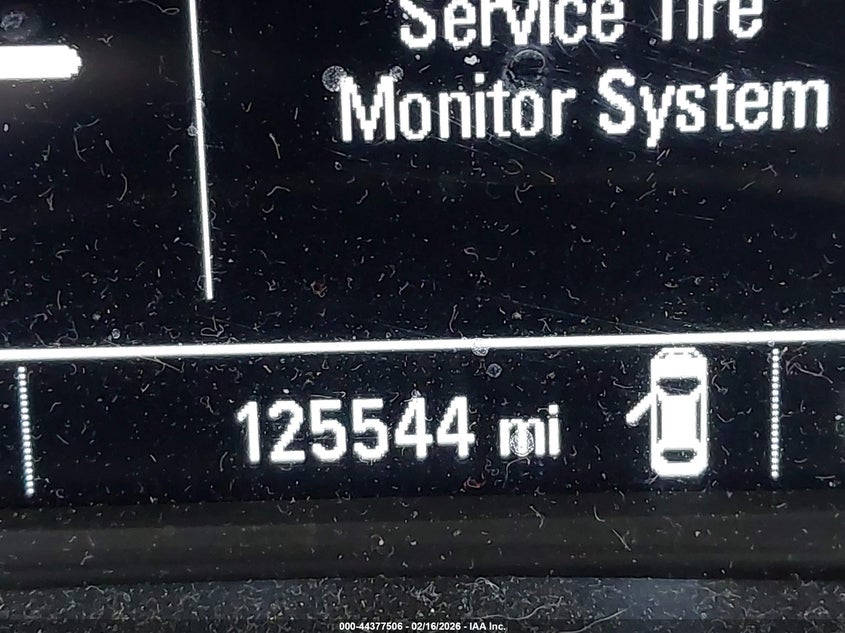 Service Tire
Monitor System
125544 mi
000-44377506 - 02/16/2026 - IAA Inc.